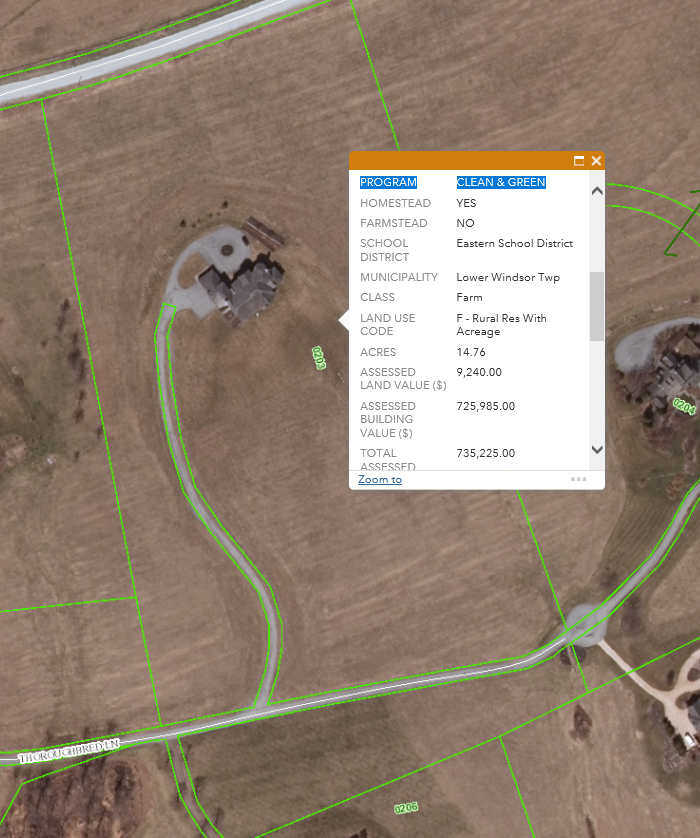 PROGRAM CLEAN & GREEN
HOMESTEAD YES
FARMSTEAD NO
SCHOOL Eastern School District
DISTRICT
MUNICIPALITY Lower Windsor Twp
CLASS Farm
LAND USE F - Rural Res With
CODE Acreage
ACRES 14.76
ASSESSED 9,240.00
LAND VALUE ($)
ASSESSED 725,985.00
BUILDING
VALUE ($)
TOTAL 735,225.00
ASSESSED
Zoom to
0203
0204
THOROUGHBRED LN
0206